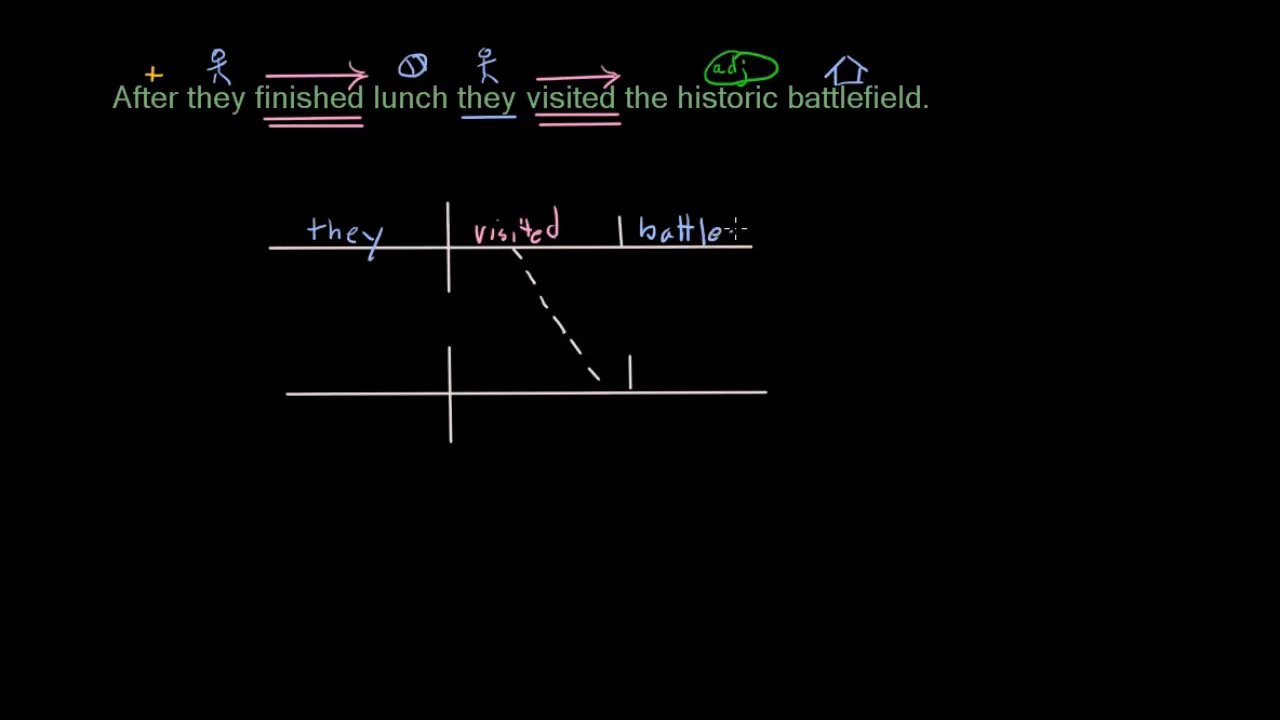 + adj
After they finished lunch they visited the historic battlefield.
they visited battle